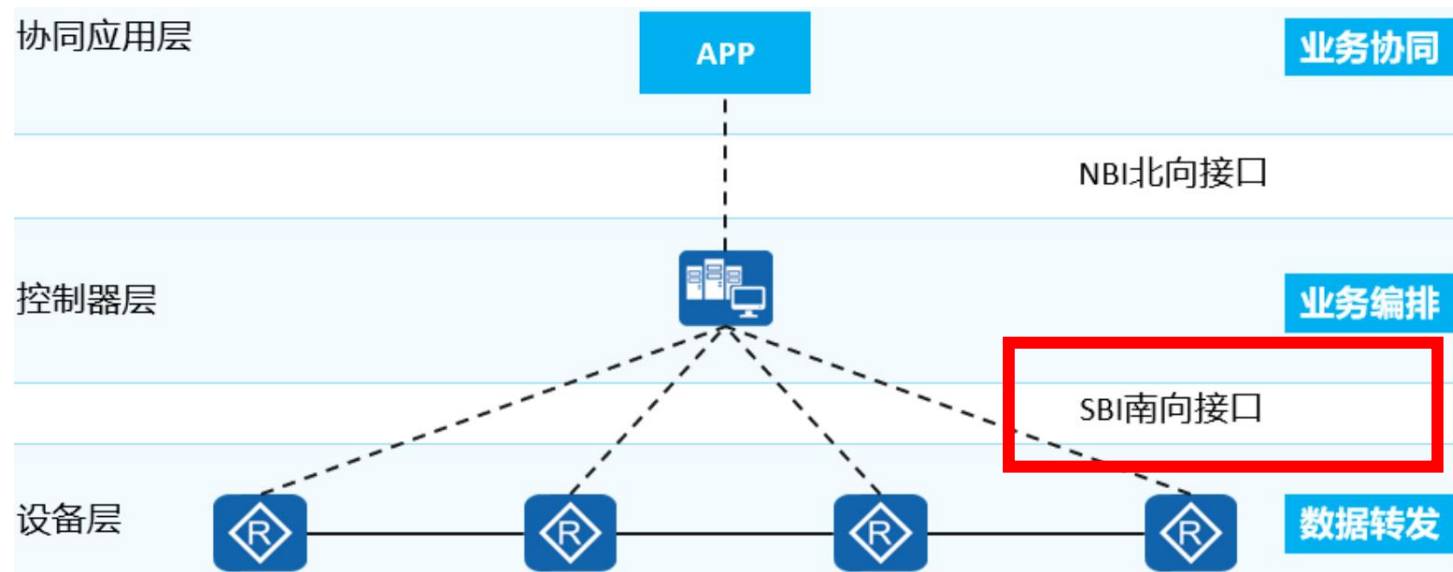 协同应用层
APP
业务协同
NBI北向接口
控制器层
业务编排
SBI南向接口
设备层
R
R
R
R
数据转发